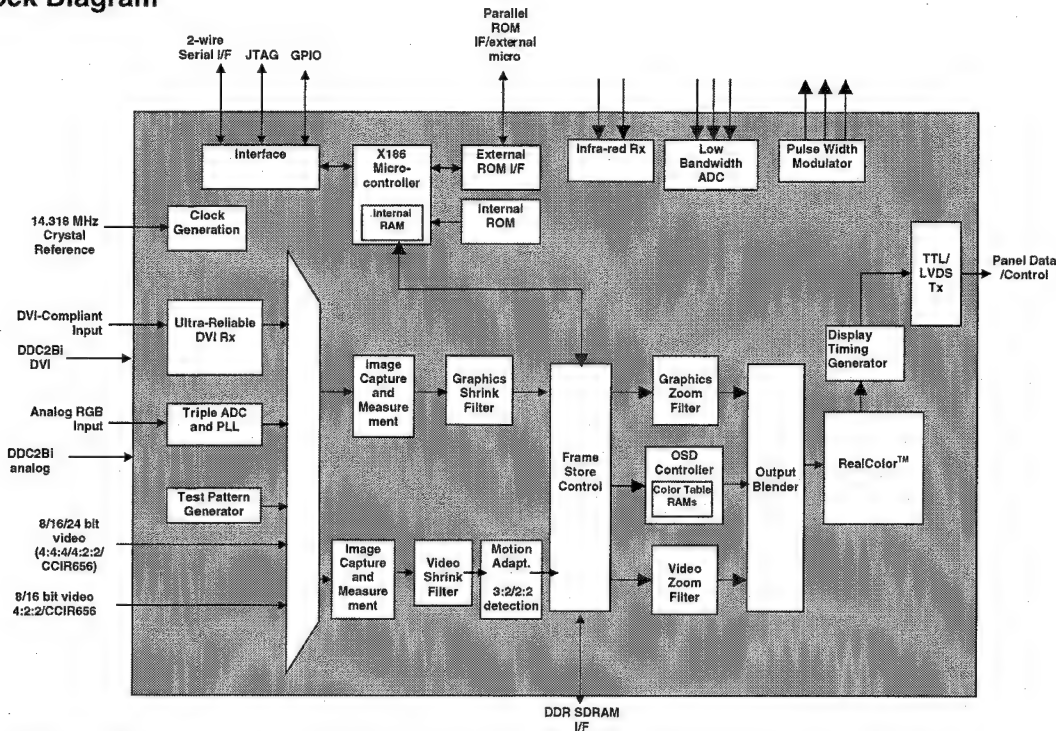 ock Diagram
Parallel
ROM
IF/external
micro
2-wire
Serial I/F
JTAG
GPIO
Interface
X186
Micro-
controller
Internal
RAM
External
ROM I/F
Internal
ROM
Infra-red Rx
Low
Bandwidth
ADC
Pulse Width
Modulator
14.318 MHz
Crystal
Reference
Clock
Generation
TTL/
LVDS
Tx
Panel Data
/Control
DVI-Compliant
Input
Ultra-Reliable
DVI Rx
DDC2Bi
DVI
Image
Capture
and
Measure
ment
Graphics
Shrink
Filter
Graphics
Zoom
Filter
Display
Timing
Generator
Analog RGB
Input
Triple ADC
and PLL
DDC2Bi
analog
Frame
Store
Control
OSD
Controller
Color Table
RAMs
Output
Blender
RealColor™
Test Pattern
Generator
8/16/24 bit
video
(4:4:4/4:2:2/
CCIR656)
8/16 bit video
4:2:2/CCIR656
Image
Capture
and
Measure
ment
Video
Shrink
Filter
Motion
Adapt.
3:2/2:2
detection
Video
Zoom
Filter
DDR SDRAM
I/F